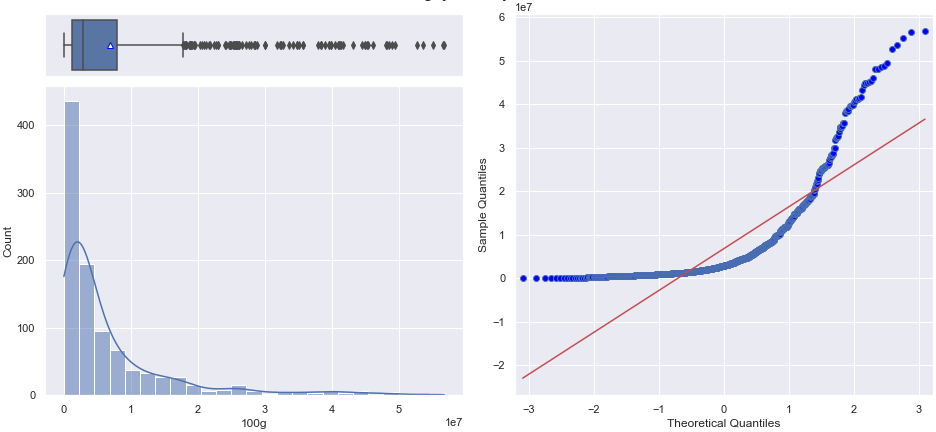 400
300
200
100
0
Count
0 1 2 3 4 5
100g
1e7
1e7
6
5
4
3
2
1
0
−1
−2
Sample Quantiles
−3 −2 −1 0 1 2 3
Theoretical Quantiles